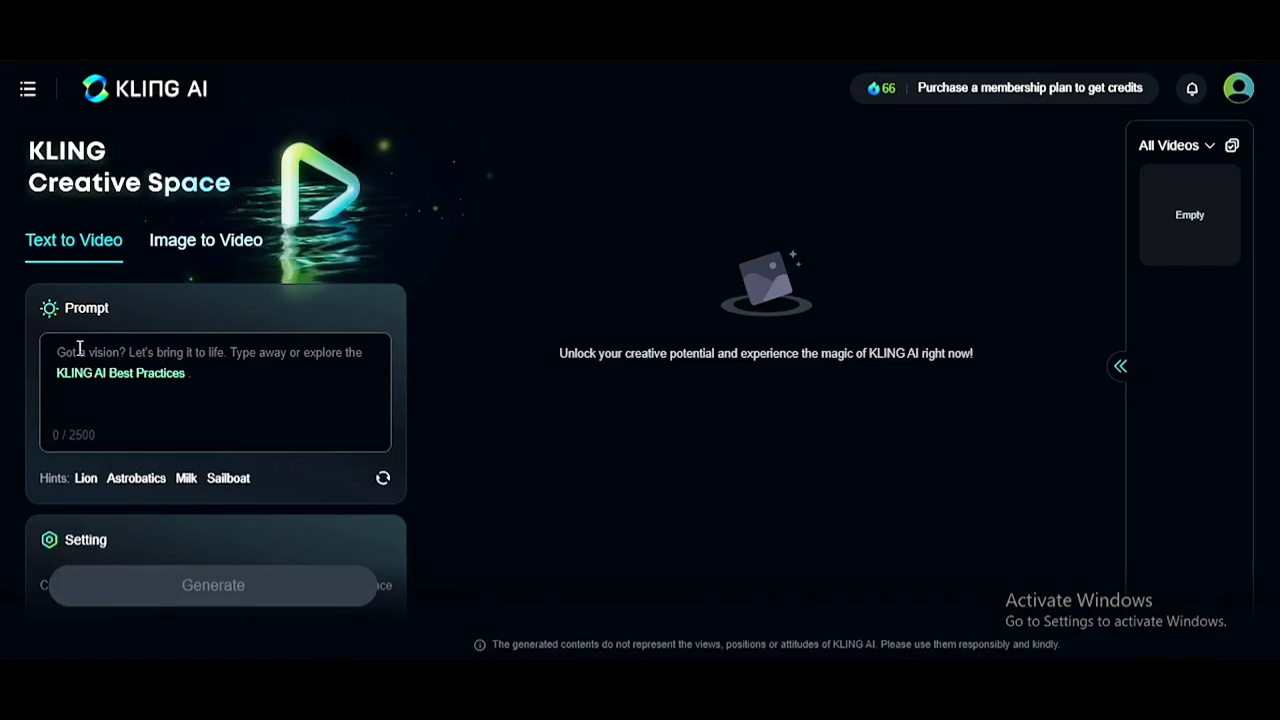 KLING AI
66
Purchase a membership plan to get credits
KLING
Creative Space
All Videos
Empty
Text to Video
Image to Video
Prompt
Got a vision? Let's bring it to life. Type away or explore the
KLING AI Best Practices .
0 / 2500
Hints: Lion Astrobatics Milk Sailboat
Unlock your creative potential and experience the magic of KLING AI right now!
Setting
Generate
Activate Windows
Go to Settings to activate Windows.
The generated contents do not represent the views, positions or attitudes of KLING AI. Please use them responsibly and kindly.